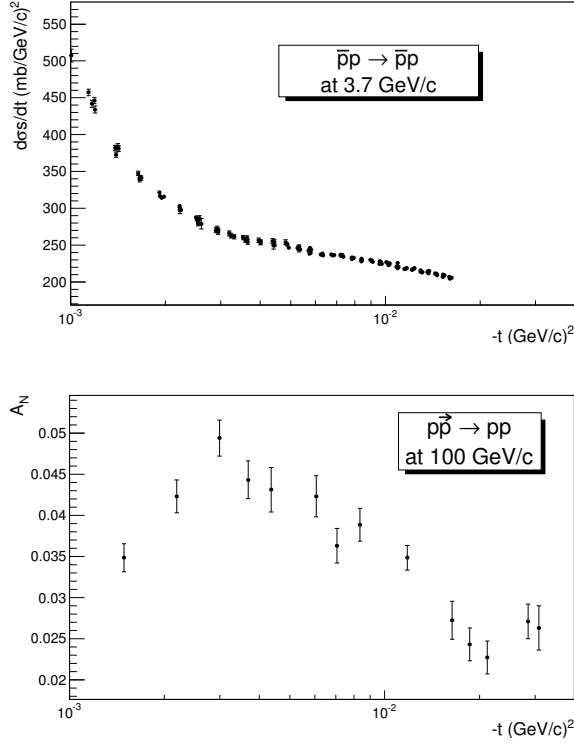 dσs/dt (mb/GeV/c)²
550
500
450
400
350
300
250
200
p̅p → p̅p
at 3.7 GeV/c
10⁻³
10⁻²
-t (GeV/c)²
A_N
0.05
0.045
0.04
0.035
0.03
0.025
0.02
pp⃗ → pp
at 100 GeV/c
10⁻³
10⁻²
-t (GeV/c)²